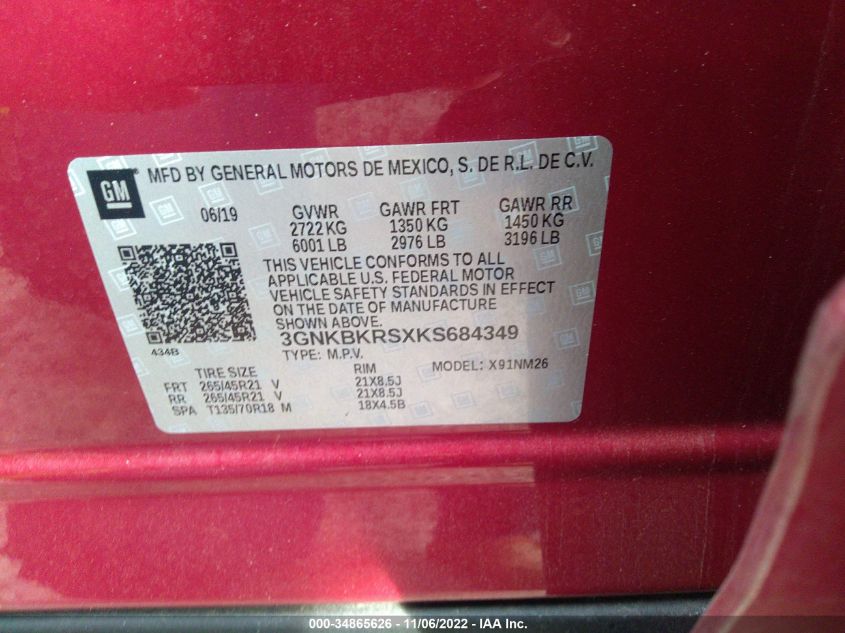 GM
MFD BY GENERAL MOTORS DE MEXICO, S. DE R.L. DE C.V.
06/19 GVWR GAWR FRT GAWR RR
2722 KG 1350 KG 1450 KG
6001 LB 2976 LB 3196 LB
THIS VEHICLE CONFORMS TO ALL
APPLICABLE U.S. FEDERAL MOTOR
VEHICLE SAFETY STANDARDS IN EFFECT
ON THE DATE OF MANUFACTURE
SHOWN ABOVE.
3GNKBKRSXKS684349
434B
TYPE: M.P.V. MODEL: X91NM26
TIRE SIZE RIM
FRT 265/45R21 V 21X8.5J
RR 265/45R21 V 21X8.5J
SPA T135/70R18 M 18X4.5B
000-34865626 - 11/06/2022 - IAA Inc.